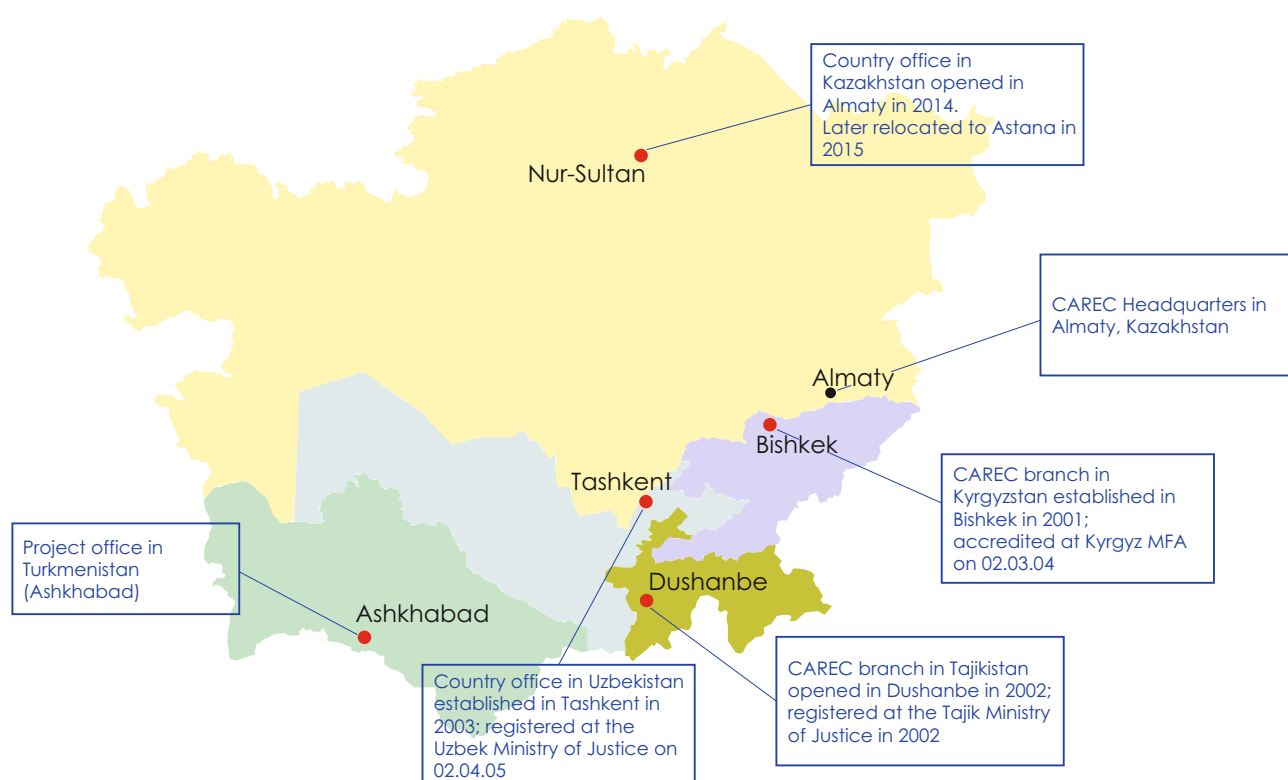 Country office in
Kazakhstan opened in
Almaty in 2014.
Later relocated to Astana in
2015
Nur-Sultan
CAREC Headquarters in
Almaty, Kazakhstan
Almaty
Bishkek
CAREC branch in
Kyrgyzstan established in
Bishkek in 2001;
accredited at Kyrgyz MFA
on 02.03.04
Tashkent
Project office in
Turkmenistan
(Ashkhabad)
Dushanbe
Ashkhabad
Country office in Uzbekistan
established in Tashkent in
2003; registered at the
Uzbek Ministry of Justice on
02.04.05
CAREC branch in Tajikistan
opened in Dushanbe in 2002;
registered at the Tajik Ministry
of Justice in 2002